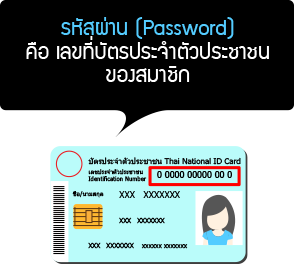 รหัสผ่าน (Password)
คือ เลขที่บัตรประจำตัวประชาชน
ของสมาชิก
บัตรประจำตัวประชาชน Thai National ID Card
เลขประจำตัวประชาชน
Identification Number
0 0000 00000 00 0
ชื่อ/นามสกุล XXX XXXXXXX
XXX XXXXXXX
XXX XXXXXXX XXXXXX XXXXXXX